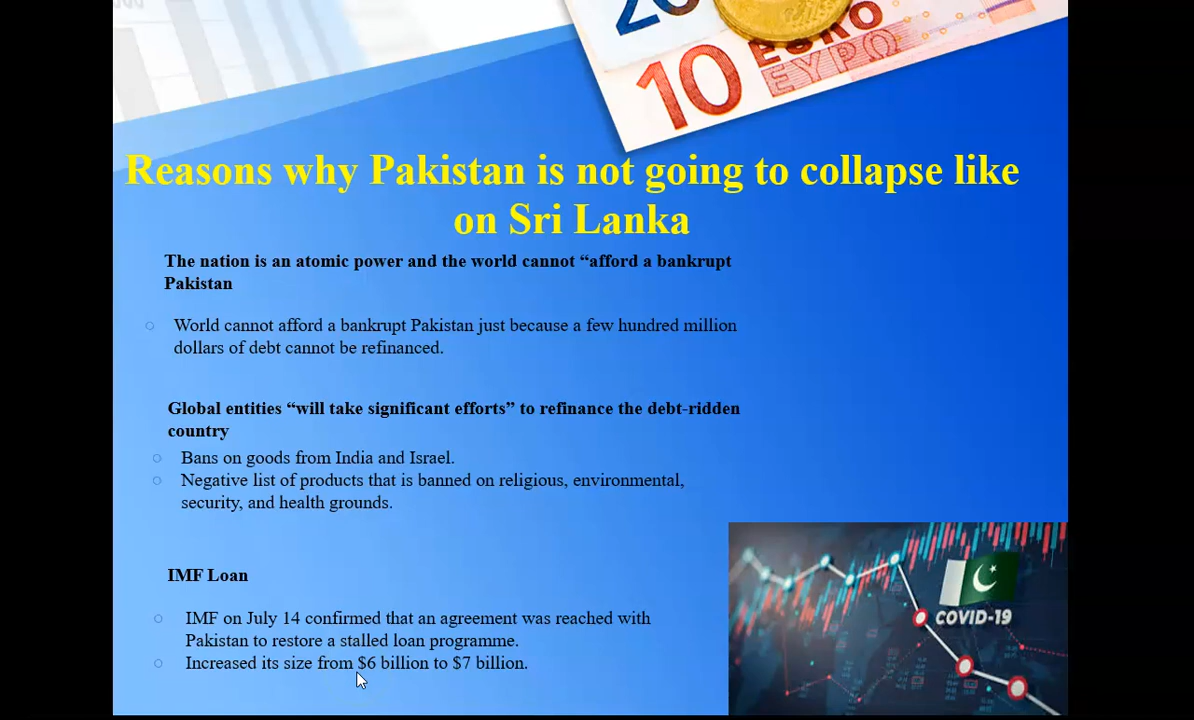 20
10 EURO
ΕΥΡΩ
Reasons why Pakistan is not going to collapse like
on Sri Lanka
The nation is an atomic power and the world cannot “afford a bankrupt
Pakistan
World cannot afford a bankrupt Pakistan just because a few hundred million
dollars of debt cannot be refinanced.
Global entities “will take significant efforts” to refinance the debt-ridden
country
Bans on goods from India and Israel.
Negative list of products that is banned on religious, environmental,
security, and health grounds.
IMF Loan
IMF on July 14 confirmed that an agreement was reached with
Pakistan to restore a stalled loan programme.
Increased its size from $6 billion to $7 billion.
COVID-19